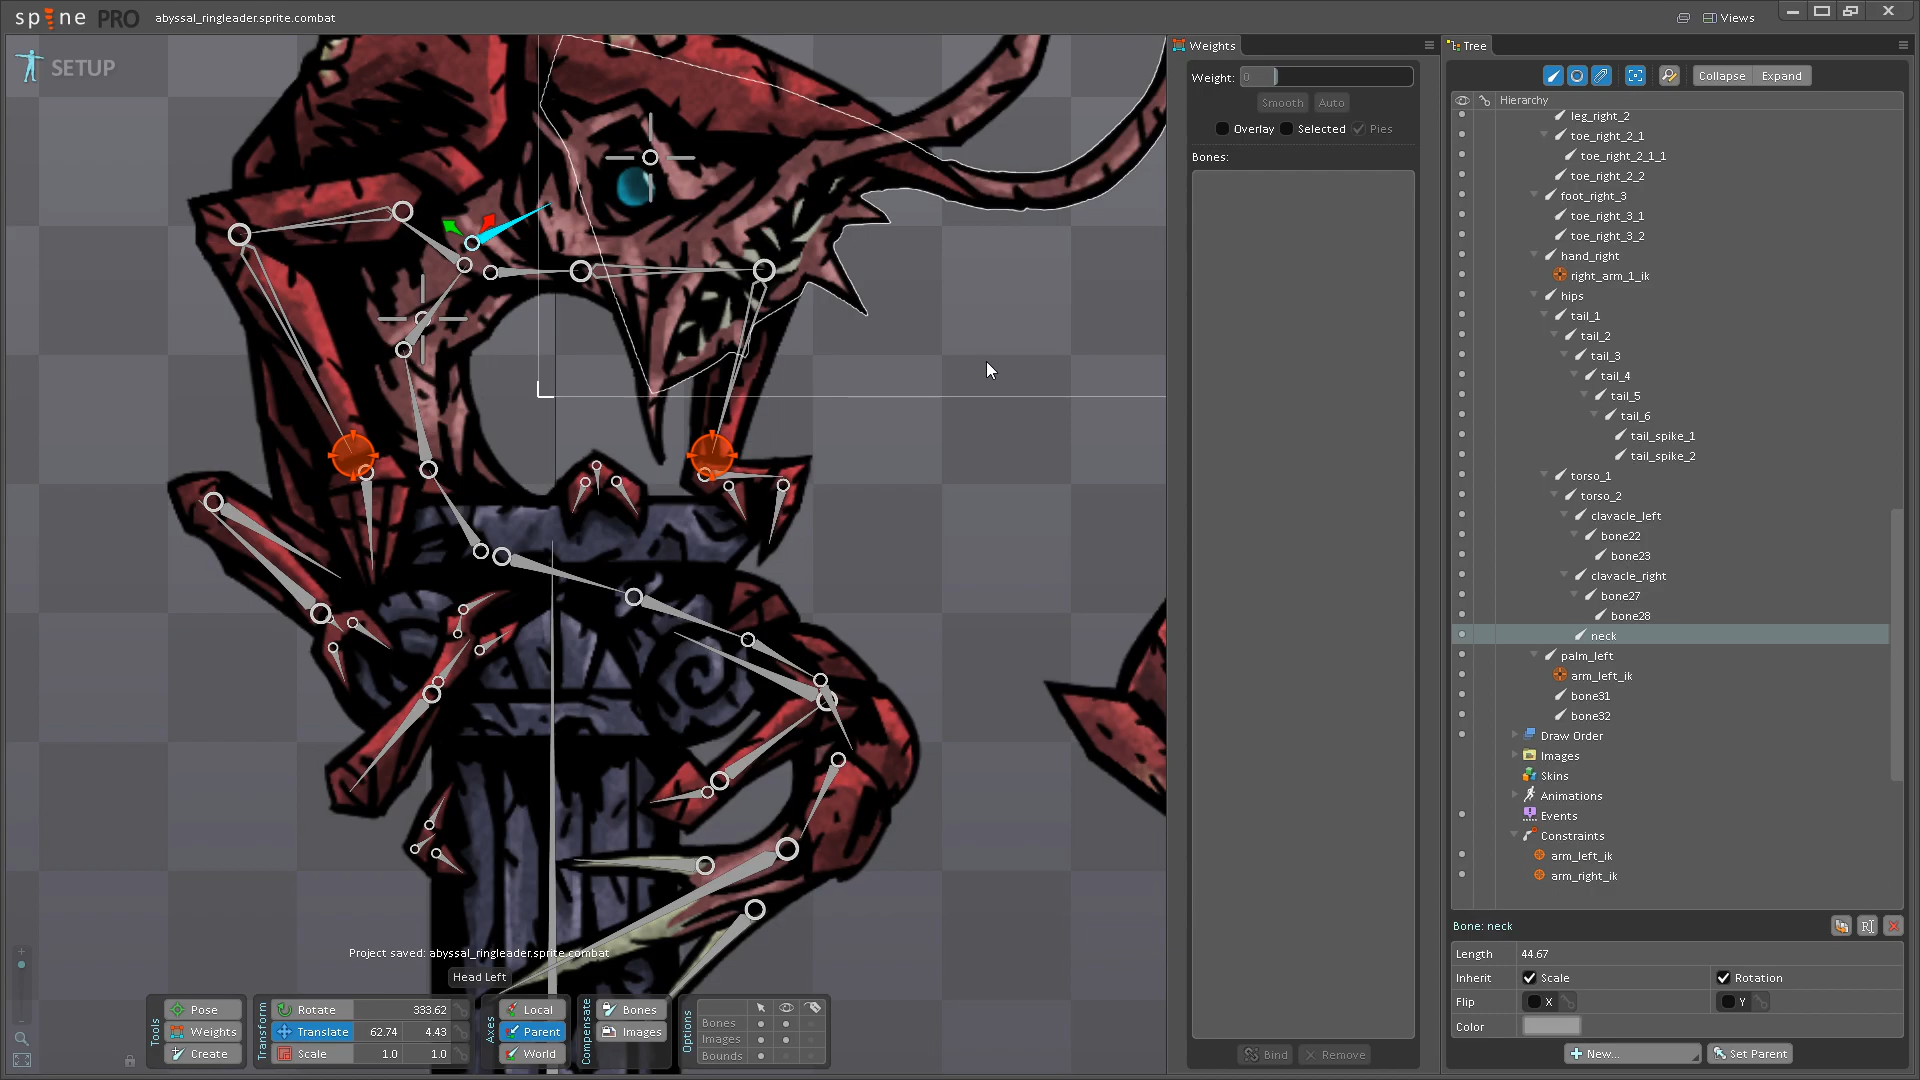 spine PRO abyssal_ringleader.sprite.combat
Views
SETUP
Weights
Weight: 0
Smooth Auto
Overlay Selected Pies
Bones:
Bind Remove
Tree
Collapse Expand
Hierarchy
leg_right_2
toe_right_2_1
toe_right_2_1_1
toe_right_2_2
foot_right_3
toe_right_3_1
toe_right_3_2
hand_right
right_arm_1_ik
hips
tail_1
tail_2
tail_3
tail_4
tail_5
tail_6
tail_spike_1
tail_spike_2
torso_1
torso_2
clavacle_left
bone22
bone23
clavacle_right
bone27
bone28
neck
palm_left
arm_left_ik
bone31
bone32
Draw Order
Images
Skins
Animations
Events
Constraints
arm_left_ik
arm_right_ik
Bone: neck
Length 44.67
Inherit Scale Rotation
Flip X Y
Color
New... Set Parent
Project saved: abyssal_ringleader.sprite.combat
Head Left
Tools
Pose
Weights
Create
Transform
Rotate 333.62
Translate 62.74 4.43
Scale 1.0 1.0
Axes
Local
Parent
World
Compensate
Bones
Images
Options
Bones
Images
Bounds